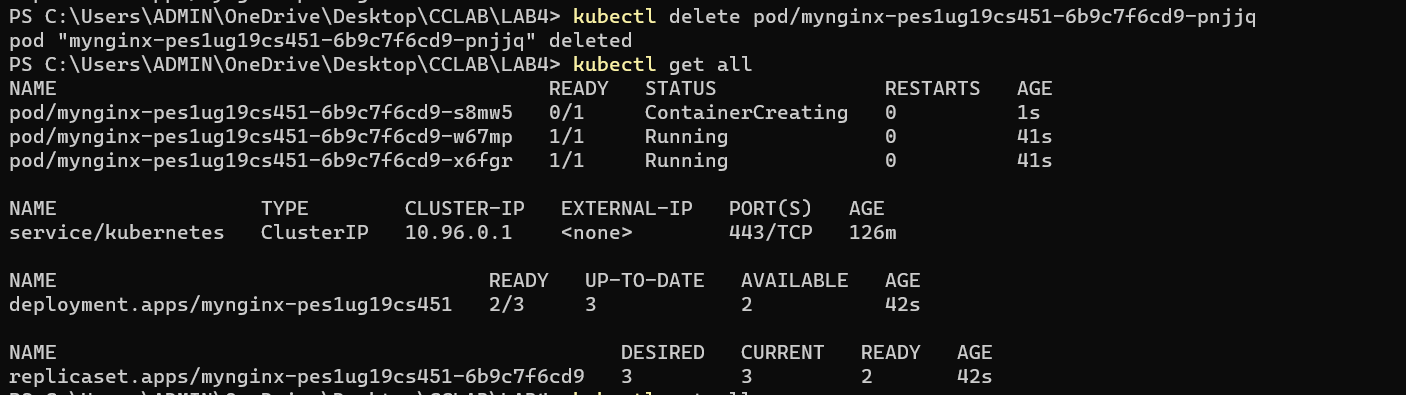 PS C:\Users\ADMIN\OneDrive\Desktop\CCLAB\LAB4> kubectl delete pod/mynginx-pes1ug19cs451-6b9c7f6cd9-pnjjq
pod "mynginx-pes1ug19cs451-6b9c7f6cd9-pnjjq" deleted
PS C:\Users\ADMIN\OneDrive\Desktop\CCLAB\LAB4> kubectl get all
NAME                                         READY   STATUS              RESTARTS   AGE
pod/mynginx-pes1ug19cs451-6b9c7f6cd9-s8mw5   0/1     ContainerCreating   0          1s
pod/mynginx-pes1ug19cs451-6b9c7f6cd9-w67mp   1/1     Running             0          41s
pod/mynginx-pes1ug19cs451-6b9c7f6cd9-x6fgr   1/1     Running             0          41s
NAME                 TYPE        CLUSTER-IP   EXTERNAL-IP   PORT(S)   AGE
service/kubernetes   ClusterIP   10.96.0.1    <none>        443/TCP   126m
NAME                                    READY   UP-TO-DATE   AVAILABLE   AGE
deployment.apps/mynginx-pes1ug19cs451   2/3     3            2           42s
NAME                                               DESIRED   CURRENT   READY   AGE
replicaset.apps/mynginx-pes1ug19cs451-6b9c7f6cd9   3         3         2       42s